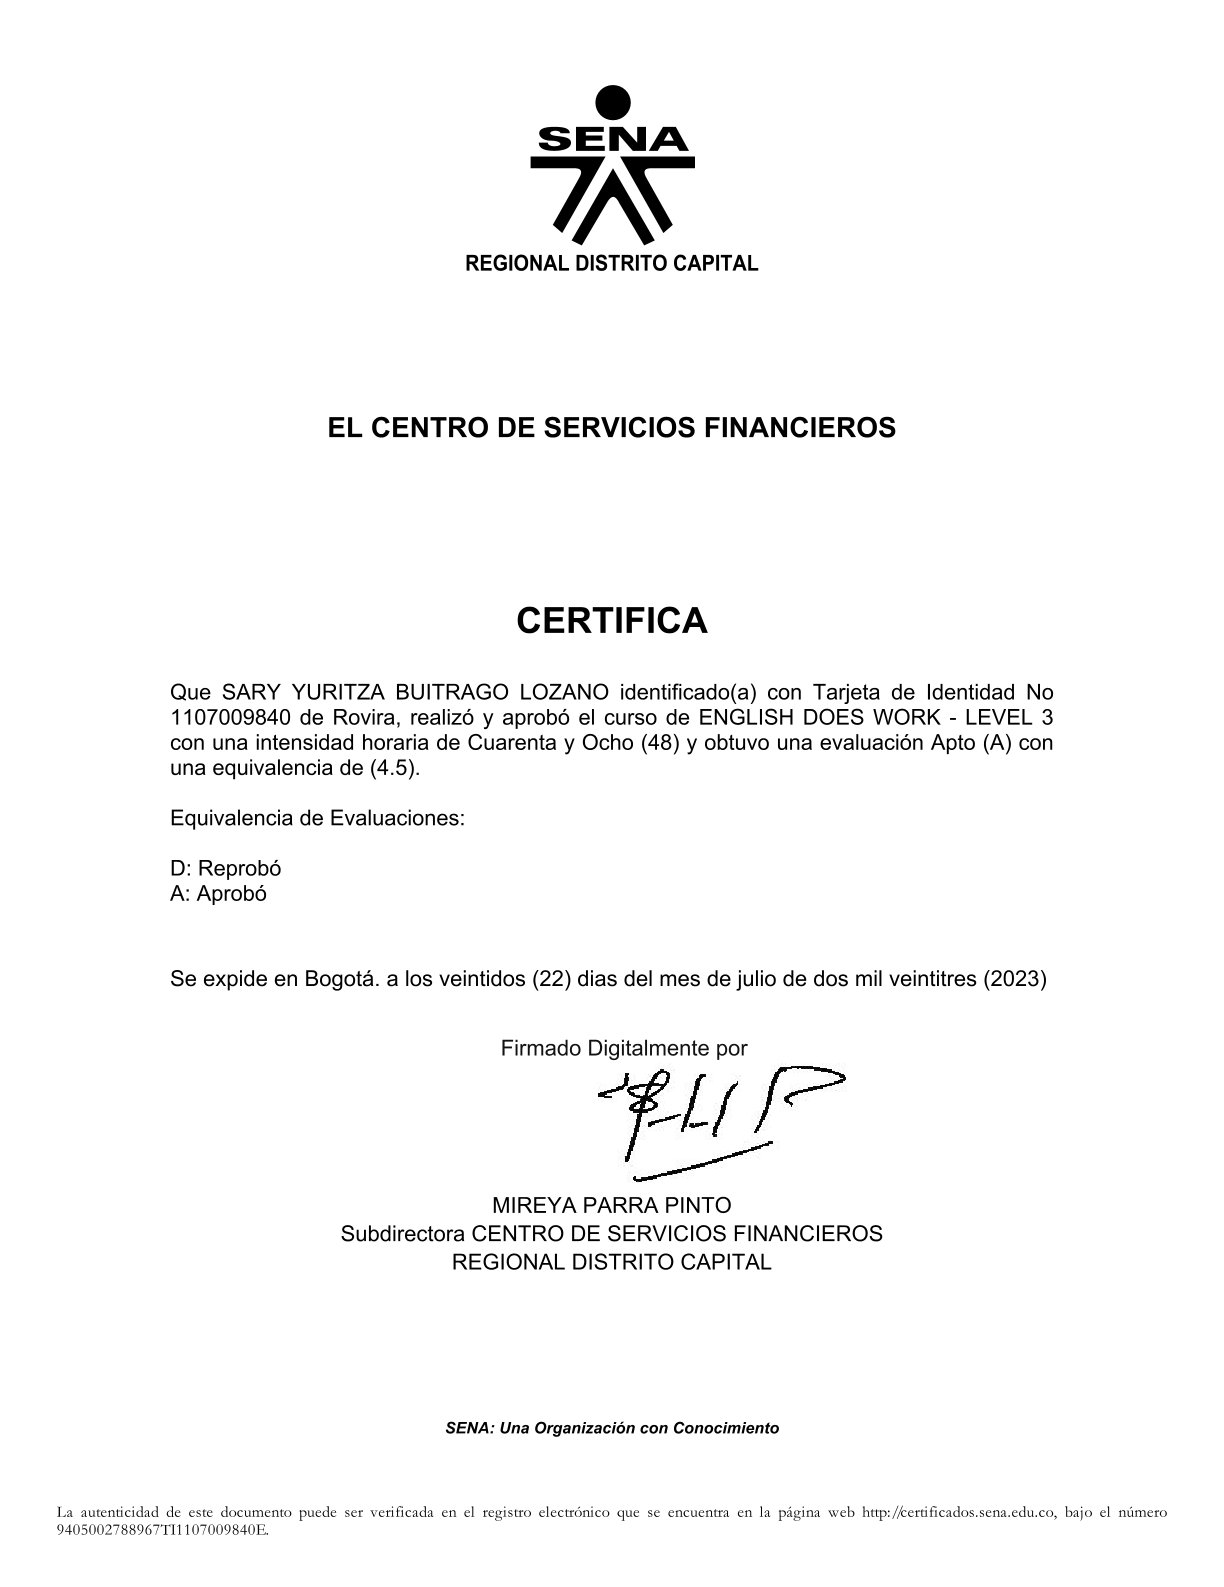 SENA
REGIONAL DISTRITO CAPITAL
EL CENTRO DE SERVICIOS FINANCIEROS
CERTIFICA
Que SARY YURITZA BUITRAGO LOZANO identificado(a) con Tarjeta de Identidad No
1107009840 de Rovira, realizó y aprobó el curso de ENGLISH DOES WORK - LEVEL 3
con una intensidad horaria de Cuarenta y Ocho (48) y obtuvo una evaluación Apto (A) con
una equivalencia de (4.5).
Equivalencia de Evaluaciones:
D: Reprobó
A: Aprobó
Se expide en Bogotá. a los veintidos (22) dias del mes de julio de dos mil veintitres (2023)
Firmado Digitalmente por
MIREYA PARRA PINTO
Subdirectora CENTRO DE SERVICIOS FINANCIEROS
REGIONAL DISTRITO CAPITAL
SENA: Una Organización con Conocimiento
La autenticidad de este documento puede ser verificada en el registro electrónico que se encuentra en la página web http://certificados.sena.edu.co, bajo el número
9405002788967TI1107009840E.